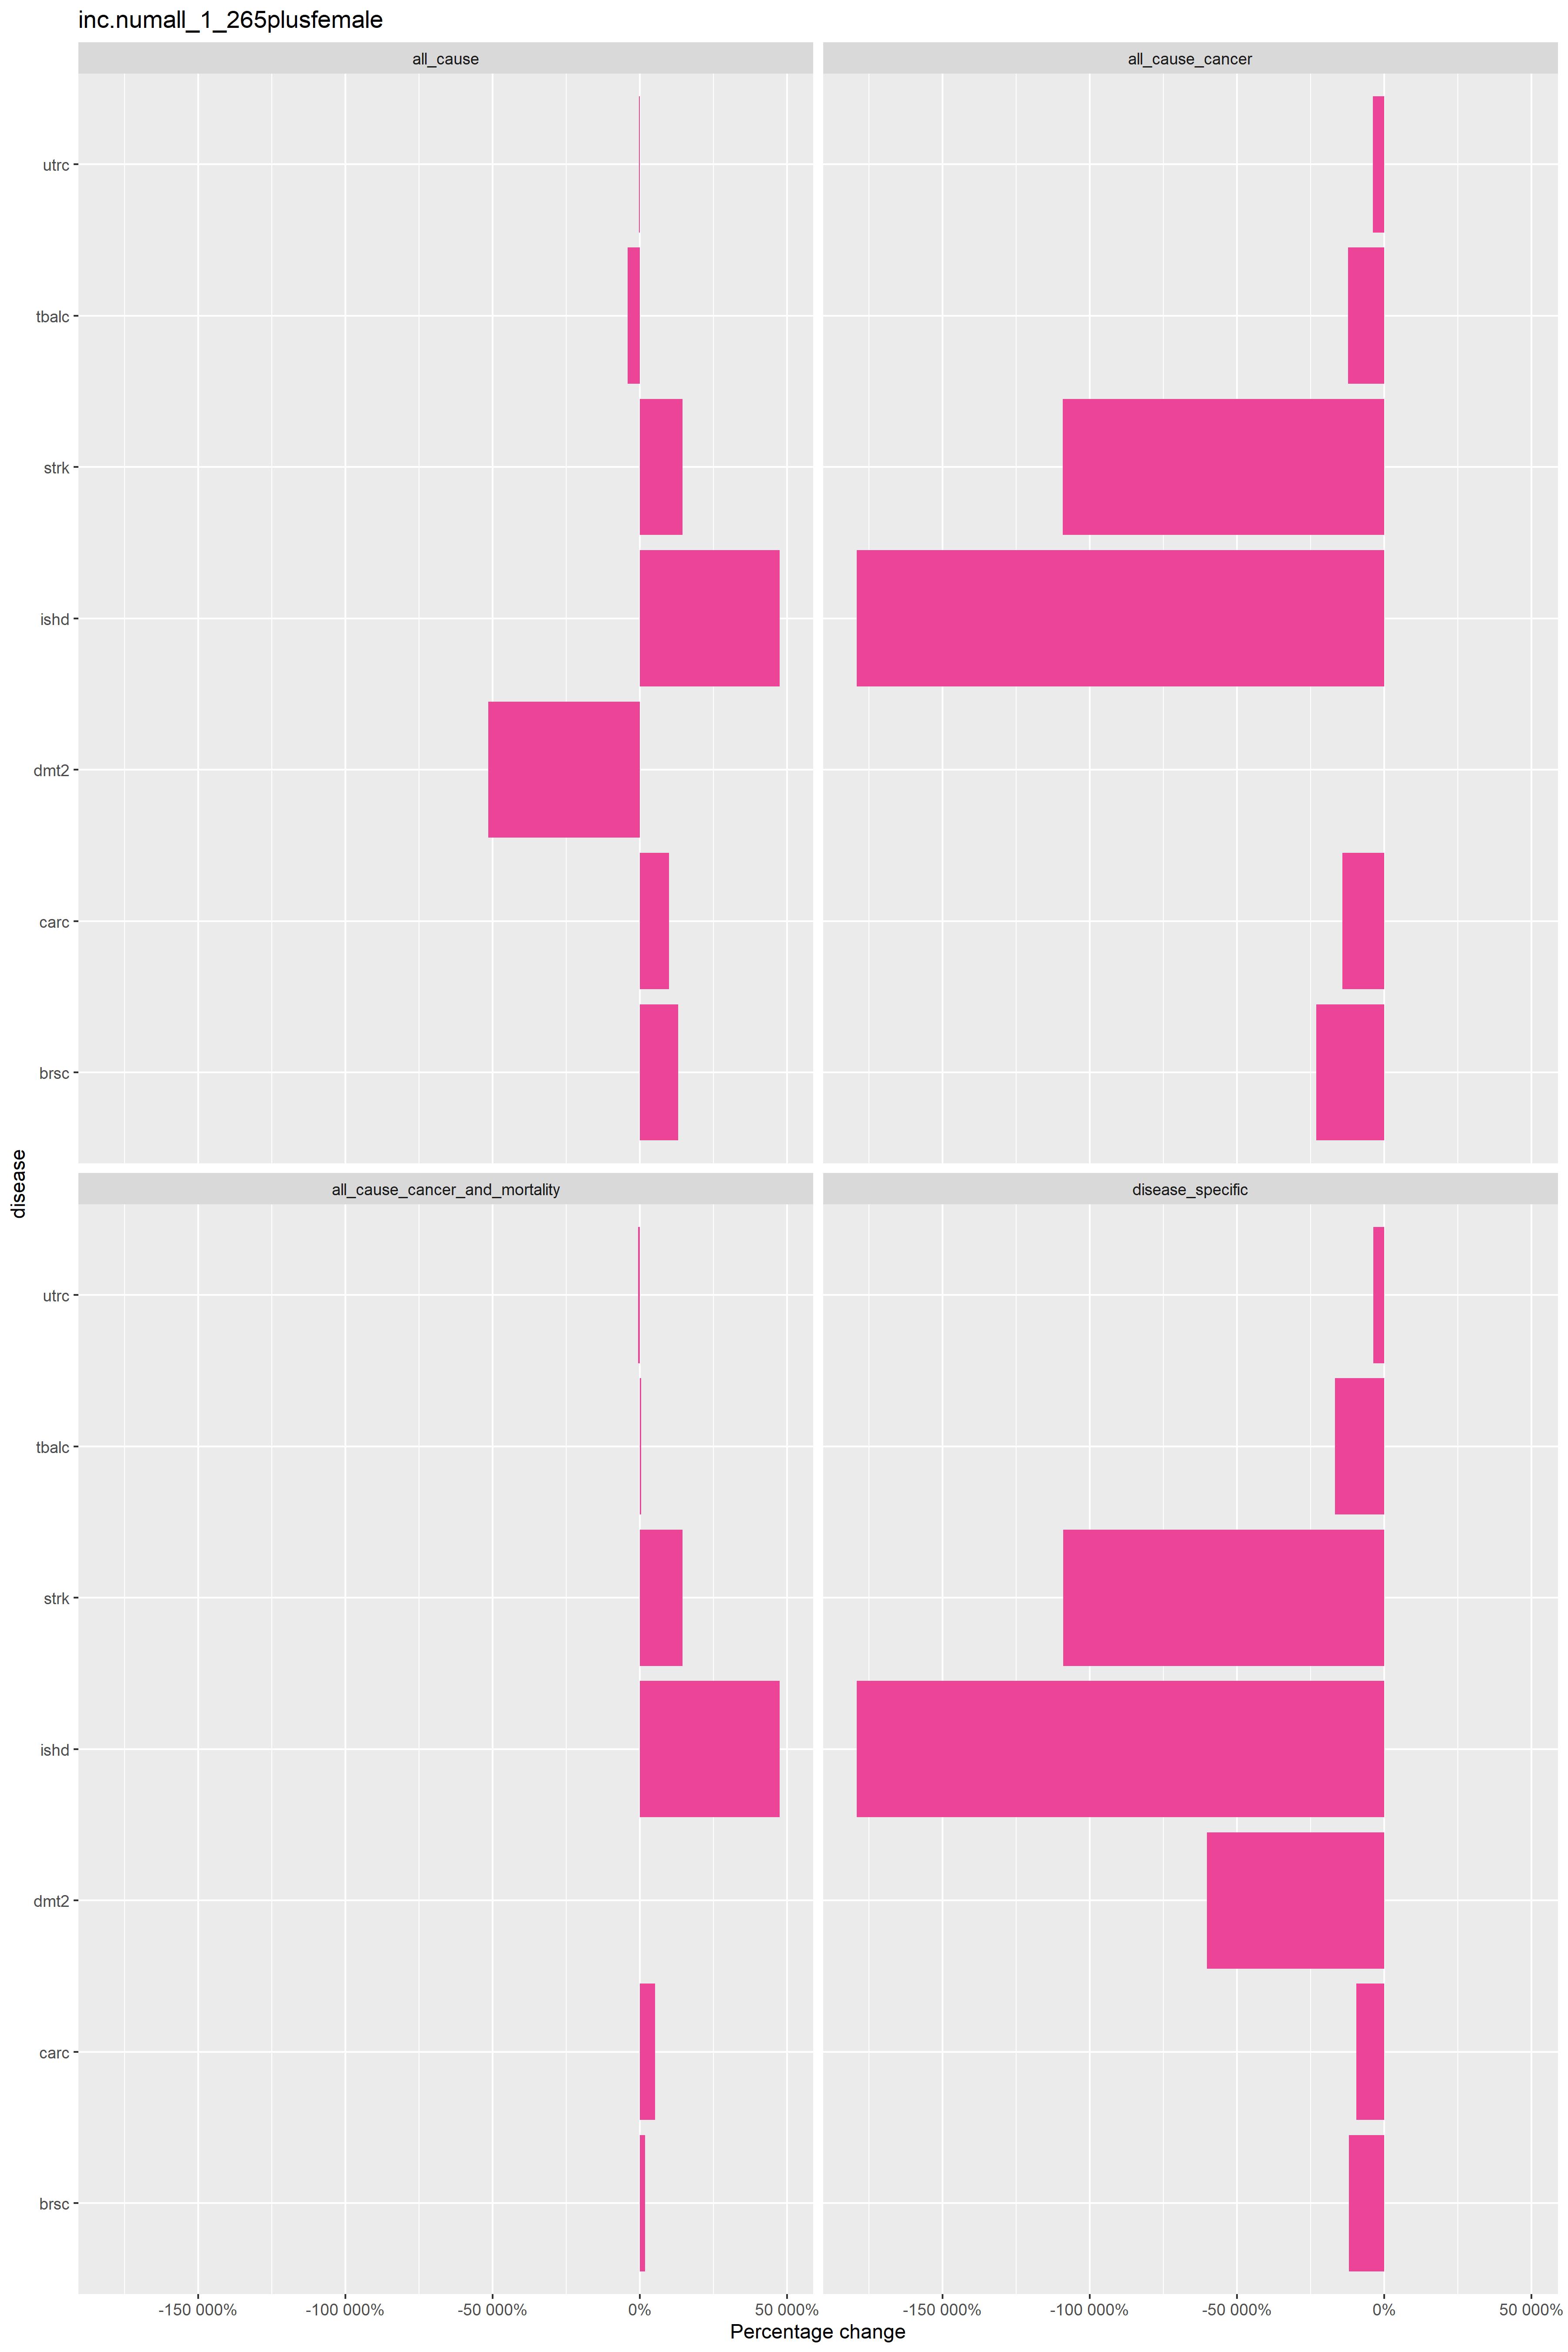 inc.numall_1_265plusfemale
all_cause
all_cause_cancer
utrc
tbalc
strk
ishd
dmt2
carc
brsc
disease
all_cause_cancer_and_mortality
disease_specific
utrc
tbalc
strk
ishd
dmt2
carc
brsc
-150 000% -100 000% -50 000% 0% 50 000% -150 000% -100 000% -50 000% 0% 50 000%
Percentage change